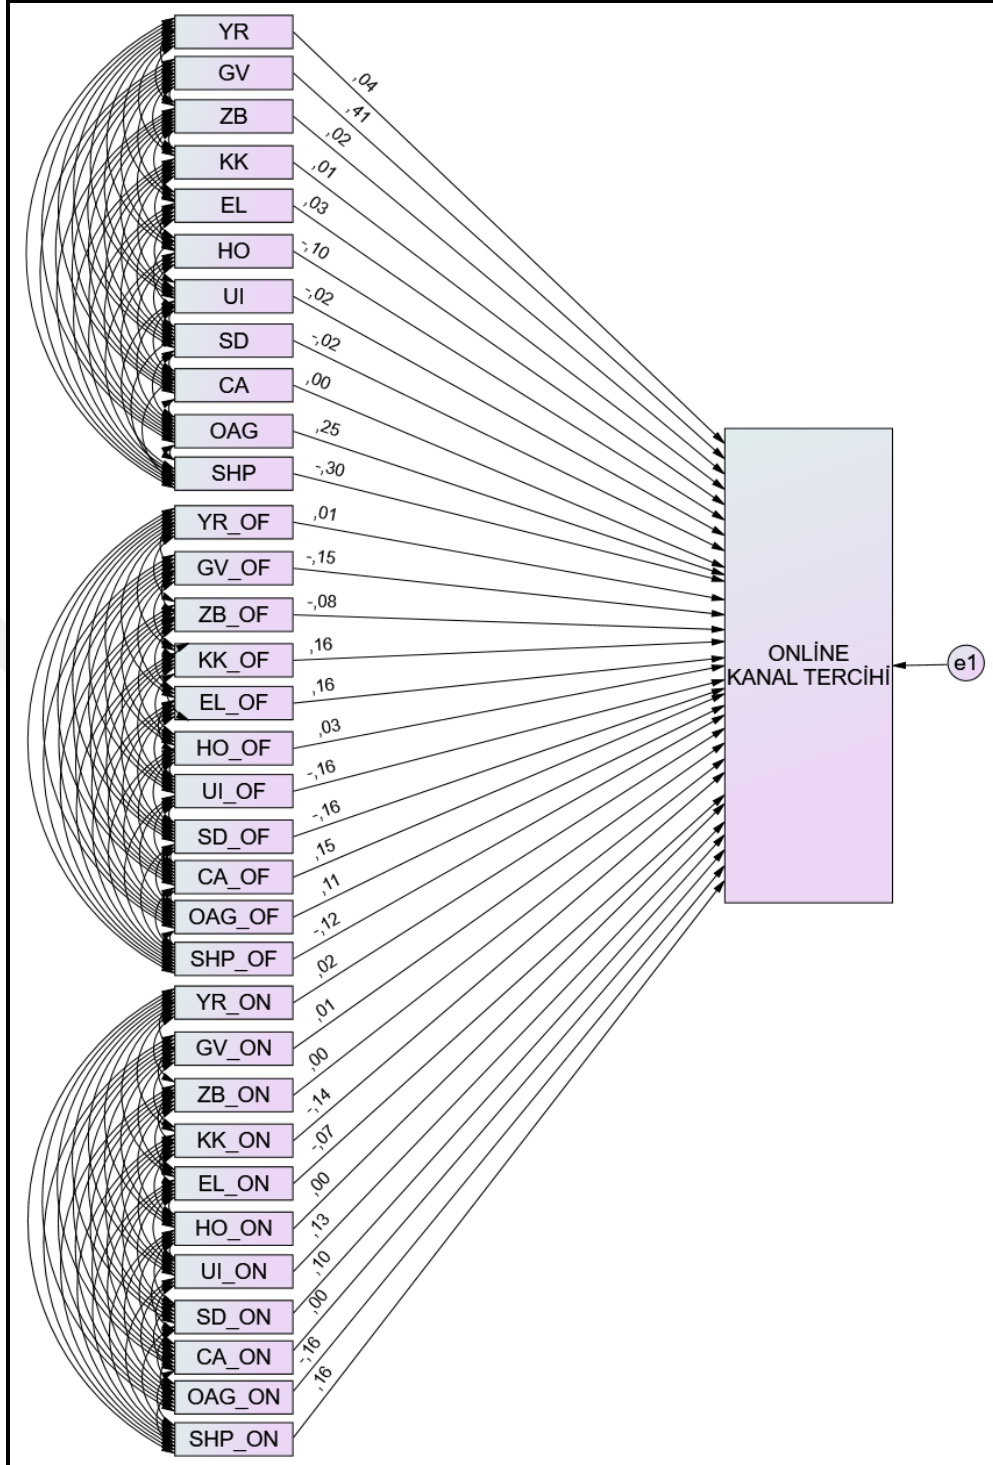 YR
,04
GV
,41
ZB
,02
KK
,01
EL
,03
HO
-,10
UI
-,02
SD
-,02
CA
,00
OAG
,25
SHP
-,30
YR_OF
,01
GV_OF
-,15
ZB_OF
-,08
KK_OF
,16
EL_OF
,16
HO_OF
,03
UI_OF
-,16
SD_OF
-,16
CA_OF
,15
OAG_OF
,11
SHP_OF
-,12
YR_ON
,02
GV_ON
,01
ZB_ON
,00
KK_ON
-,14
EL_ON
-,07
HO_ON
,00
UI_ON
,13
SD_ON
,10
CA_ON
,00
OAG_ON
-,16
SHP_ON
,16
ONLİNE
KANAL TERCİHİ
e1